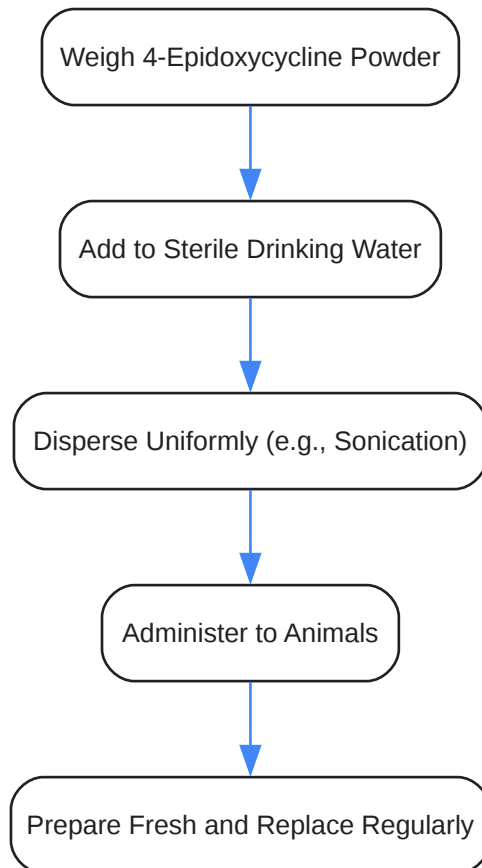 Weigh 4-Epidoxycycline Powder
Add to Sterile Drinking Water
Disperse Uniformly (e.g., Sonication)
Administer to Animals
Prepare Fresh and Replace Regularly